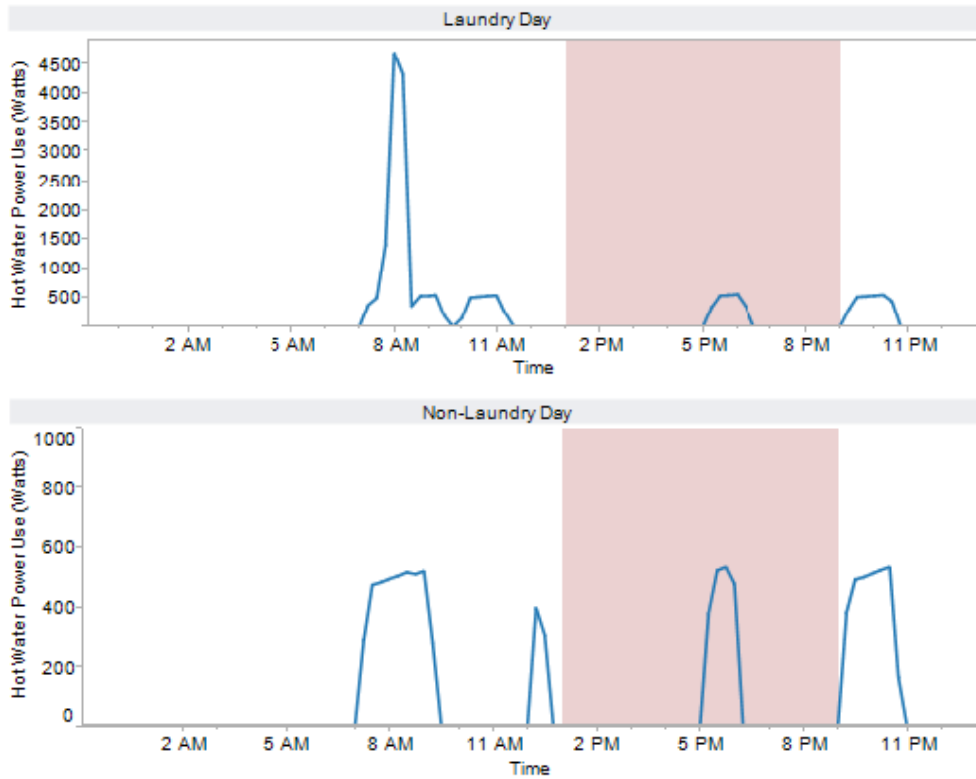 Laundry Day
Hot Water Power Use (Watts)
4500
4000
3500
3000
2500
2000
1500
1000
500
2 AM 5 AM 8 AM 11 AM 2 PM 5 PM 8 PM 11 PM
Time
Non-Laundry Day
Hot Water Power Use (Watts)
1000
800
600
400
200
0
2 AM 5 AM 8 AM 11 AM 2 PM 5 PM 8 PM 11 PM
Time